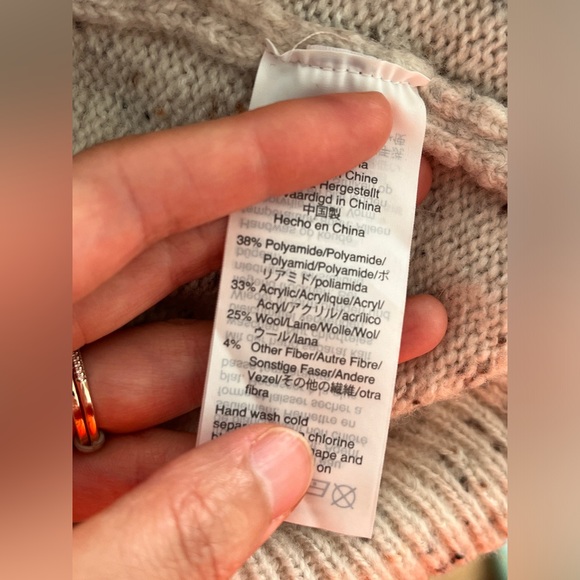 Chine
Hergestellt
in China
中国製
Hecho en China
38% Polyamide/Polyamide/
Polyamid/Polyamide/ポ
リアミド/poliamida
33% Acrylic/Acrylique/Acryl/
Acryl/アクリル/acrílico
25% Wool/Laine/Wolle/Wol/
ウール/lana
4% Other Fiber/Autre Fibre/
Sonstige Faser/Andere
Vezel/その他の繊維/otra
fibra
Hand wash cold
chlorine
and
on